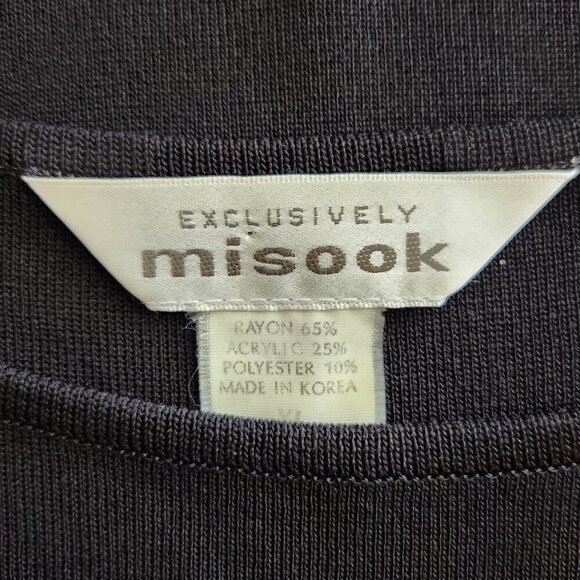 EXCLUSIVELY
misook
RAYON 65%
ACRYLIC 25%
POLYESTER 10%
MADE IN KOREA